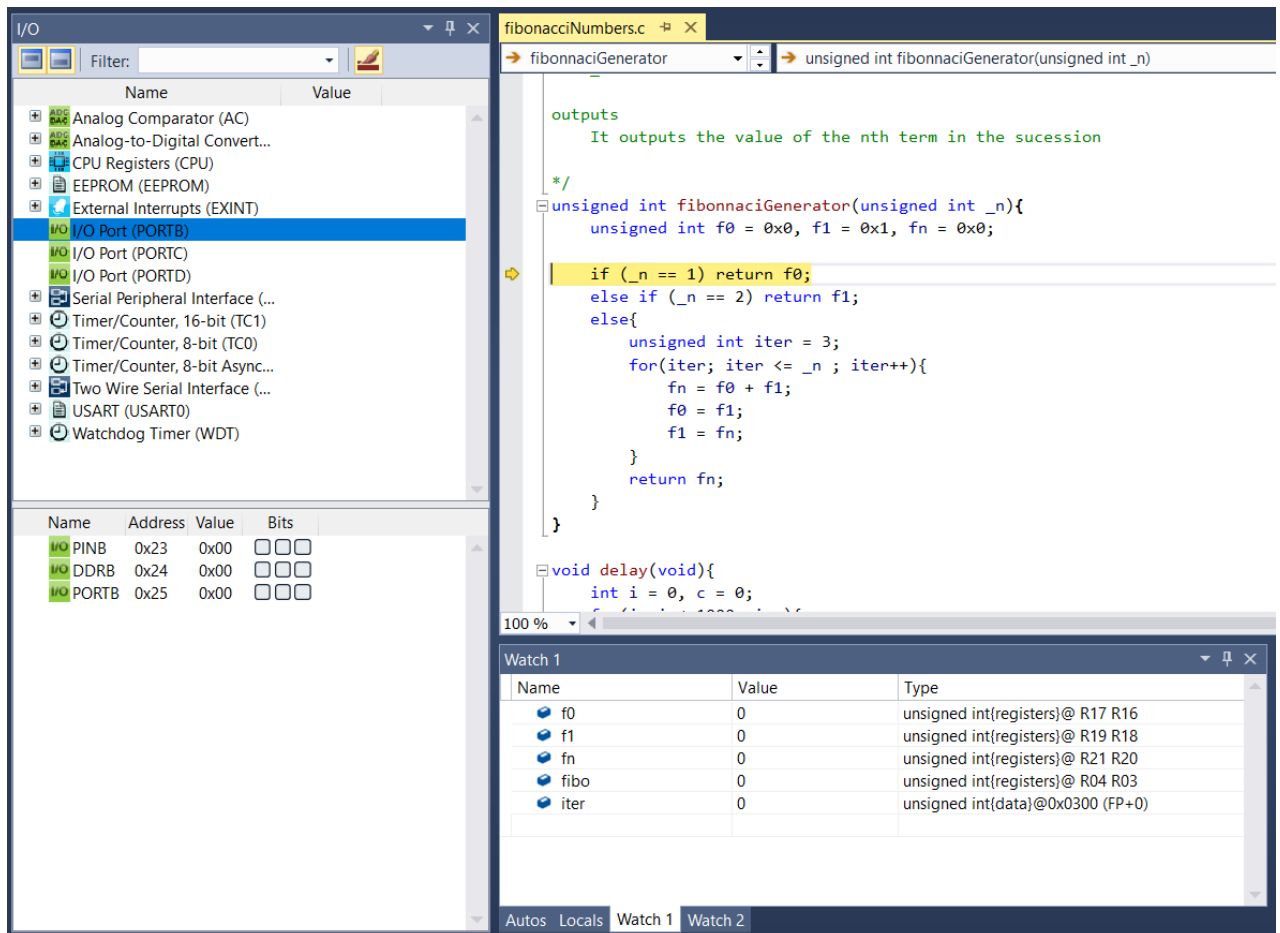 I/O
Filter:
Name Value
Analog Comparator (AC)
Analog-to-Digital Convert...
CPU Registers (CPU)
EEPROM (EEPROM)
External Interrupts (EXINT)
I/O Port (PORTB)
I/O Port (PORTC)
I/O Port (PORTD)
Serial Peripheral Interface (...
Timer/Counter, 16-bit (TC1)
Timer/Counter, 8-bit (TC0)
Timer/Counter, 8-bit Async...
Two Wire Serial Interface (...
USART (USART0)
Watchdog Timer (WDT)
Name Address Value Bits
I/O PINB 0x23 0x00
I/O DDRB 0x24 0x00
I/O PORTB 0x25 0x00
fibonacciNumbers.c
fibonnaciGenerator unsigned int fibonnaciGenerator(unsigned int _n)
outputs
It outputs the value of the nth term in the sucession
*/
unsigned int fibonnaciGenerator(unsigned int _n){
unsigned int f0 = 0x0, f1 = 0x1, fn = 0x0;
if (_n == 1) return f0;
else if (_n == 2) return f1;
else{
unsigned int iter = 3;
for(iter; iter <= _n ; iter++){
fn = f0 + f1;
f0 = f1;
f1 = fn;
}
return fn;
}
}
void delay(void){
int i = 0, c = 0;
100 %
Watch 1
Name Value Type
f0 0 unsigned int{registers}@ R17 R16
f1 0 unsigned int{registers}@ R19 R18
fn 0 unsigned int{registers}@ R21 R20
fibo 0 unsigned int{registers}@ R04 R03
iter 0 unsigned int{data}@0x0300 (FP+0)
Autos Locals Watch 1 Watch 2